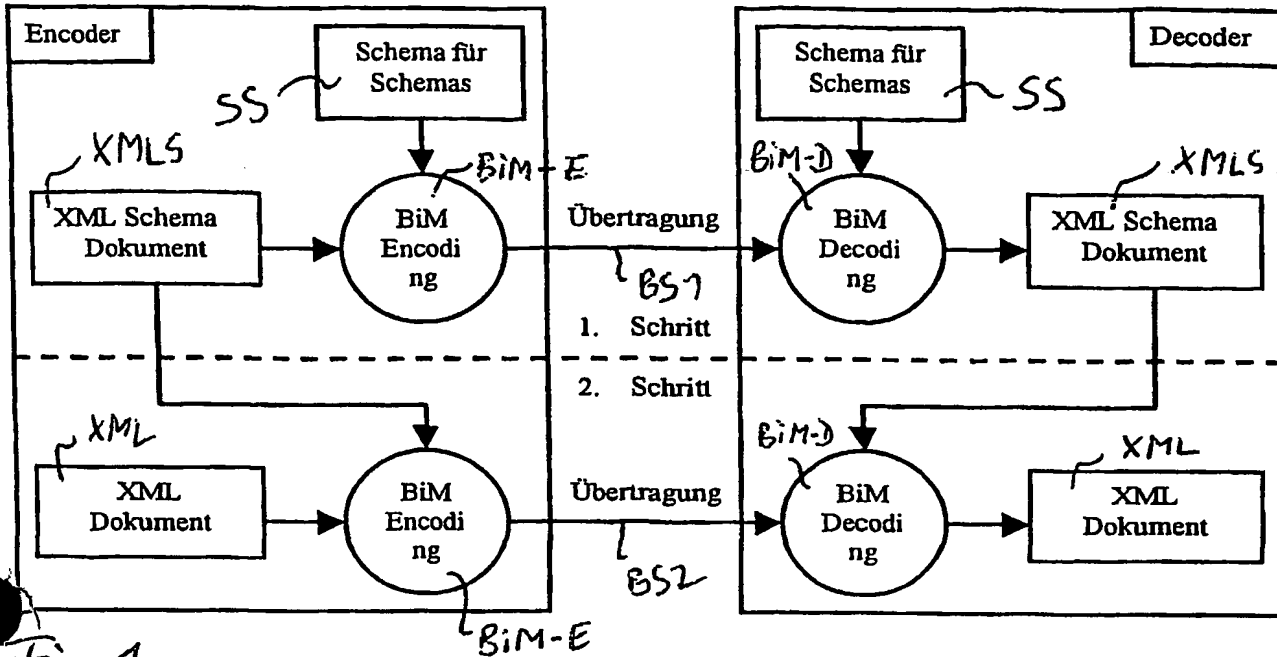 Encoder
Schema für
Schemas
SS
XMLS
BiM-E
XML Schema
Dokument
BiM
Encodi
ng
Übertragung
BS1
1. Schritt
Decoder
Schema für
Schemas
SS
BiM-D
XMLS
BiM
Decodi
ng
XML Schema
Dokument
2. Schritt
XML
XML
Dokument
BiM
Encodi
ng
BiM-E
Übertragung
BS2
BiM-D
BiM
Decodi
ng
XML
XML
Dokument